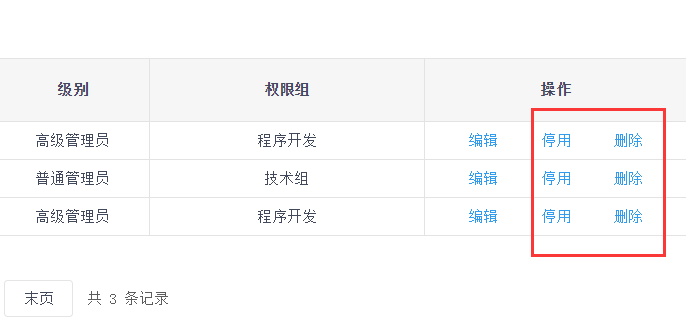 级别 权限组 操作
高级管理员 程序开发 编辑 停用 删除
普通管理员 技术组 编辑 停用 删除
高级管理员 程序开发 编辑 停用 删除
末页 共 3 条记录